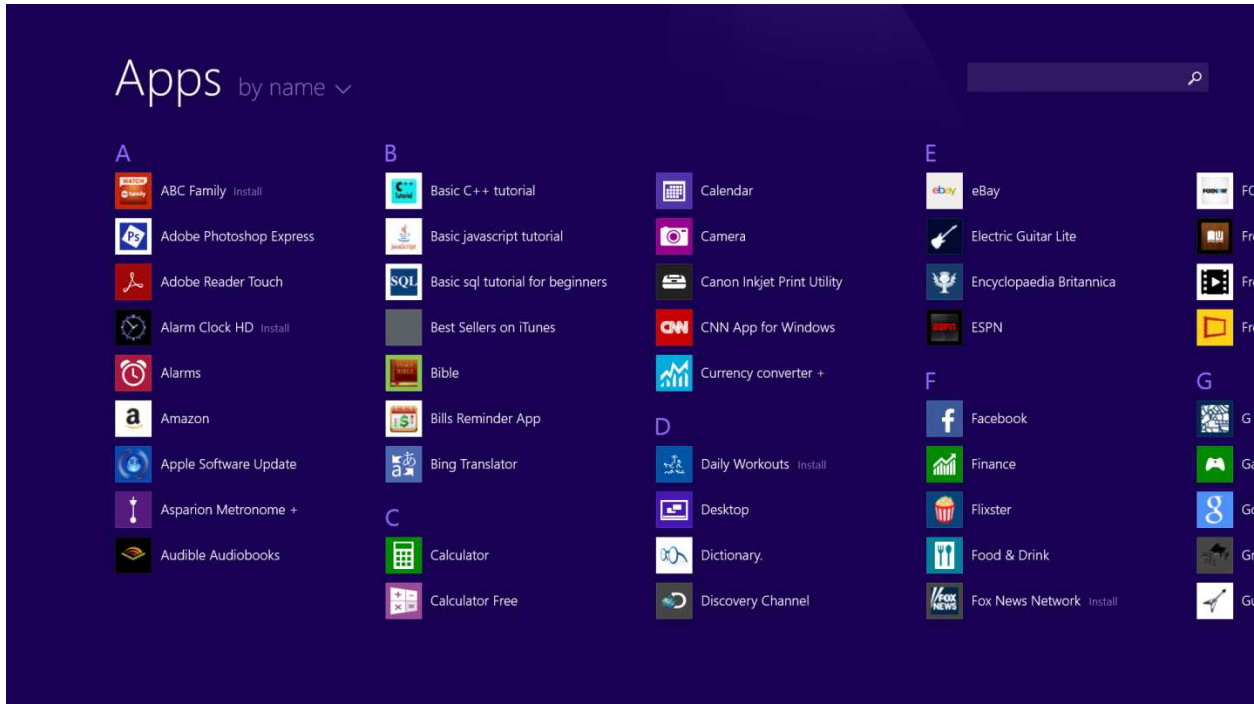 Apps by name
A
ABC Family Install
Adobe Photoshop Express
Adobe Reader Touch
Alarm Clock HD Install
Alarms
Amazon
Apple Software Update
Asparion Metronome +
Audible Audiobooks
B
Basic C++ tutorial
Basic javascript tutorial
Basic sql tutorial for beginners
Best Sellers on iTunes
Bible
Bills Reminder App
Bing Translator
C
Calculator
Calculator Free
Calendar
Camera
Canon Inkjet Print Utility
CNN App for Windows
Currency converter +
D
Daily Workouts Install
Desktop
Dictionary.
Discovery Channel
E
eBay
Electric Guitar Lite
Encyclopaedia Britannica
ESPN
F
Facebook
Finance
Flixster
Food & Drink
Fox News Network Install
G
G